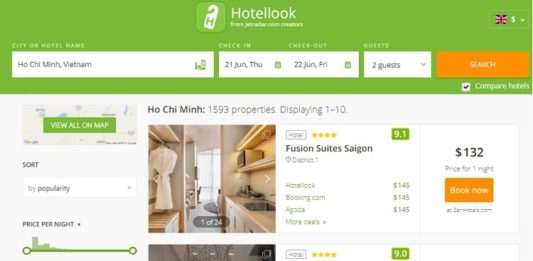 Hotellook
from jetradar.com creators
$
CITY OR HOTEL NAME
CHECK-IN
CHECK-OUT
GUESTS
Ho Chi Minh, Vietnam
21 Jun, Thu
22 Jun, Fri
2 guests
SEARCH
Compare hotels
Ho Chi Minh: 1593 properties. Displaying 1–10.
VIEW ALL ON MAP
Google
SORT
by popularity
PRICE PER NIGHT
1 of 24
Hotel
9.1
Fusion Suites Saigon
District 1
Hotellook $145
Booking.com $145
Agoda $145
More deals >
$132
Price for 1 night
Book now
at ZenHotels.com
Hotel
9.0